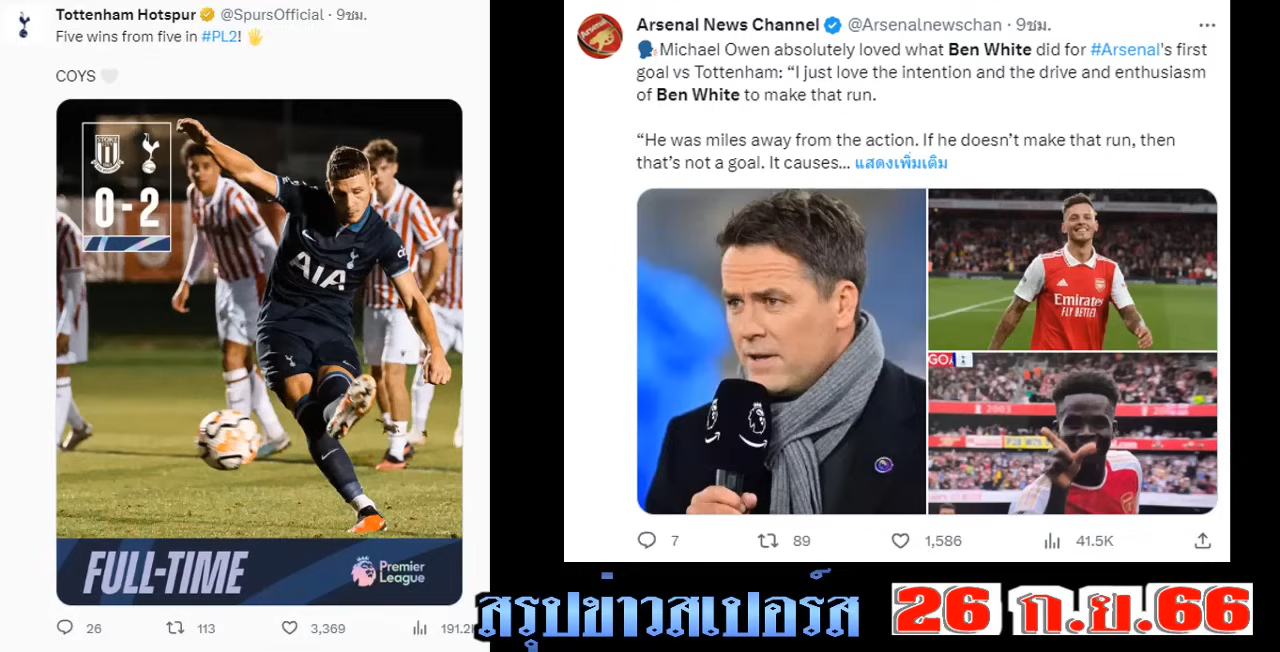 Tottenham Hotspur @SpursOfficial · 9ชม.
Five wins from five in #PL2! 🖐
COYS 🤍
STOKE CITY
0-2
AIA
FULL-TIME
Premier League
26 113 3,369 191.2
Arsenal News Channel @Arsenalnewschan · 9ชม.
🗣Michael Owen absolutely loved what Ben White did for #Arsenal's first
goal vs Tottenham: “I just love the intention and the drive and enthusiasm
of Ben White to make that run.
“He was miles away from the action. If he doesn’t make that run, then
that’s not a goal. It causes... แสดงเพิ่มเติม
Arsenal
Emirates
FLY BETTER
GOA
2003
7 89 1,586 41.5K
สรุปข่าวสเปอร์ส 26 ก.ย.66